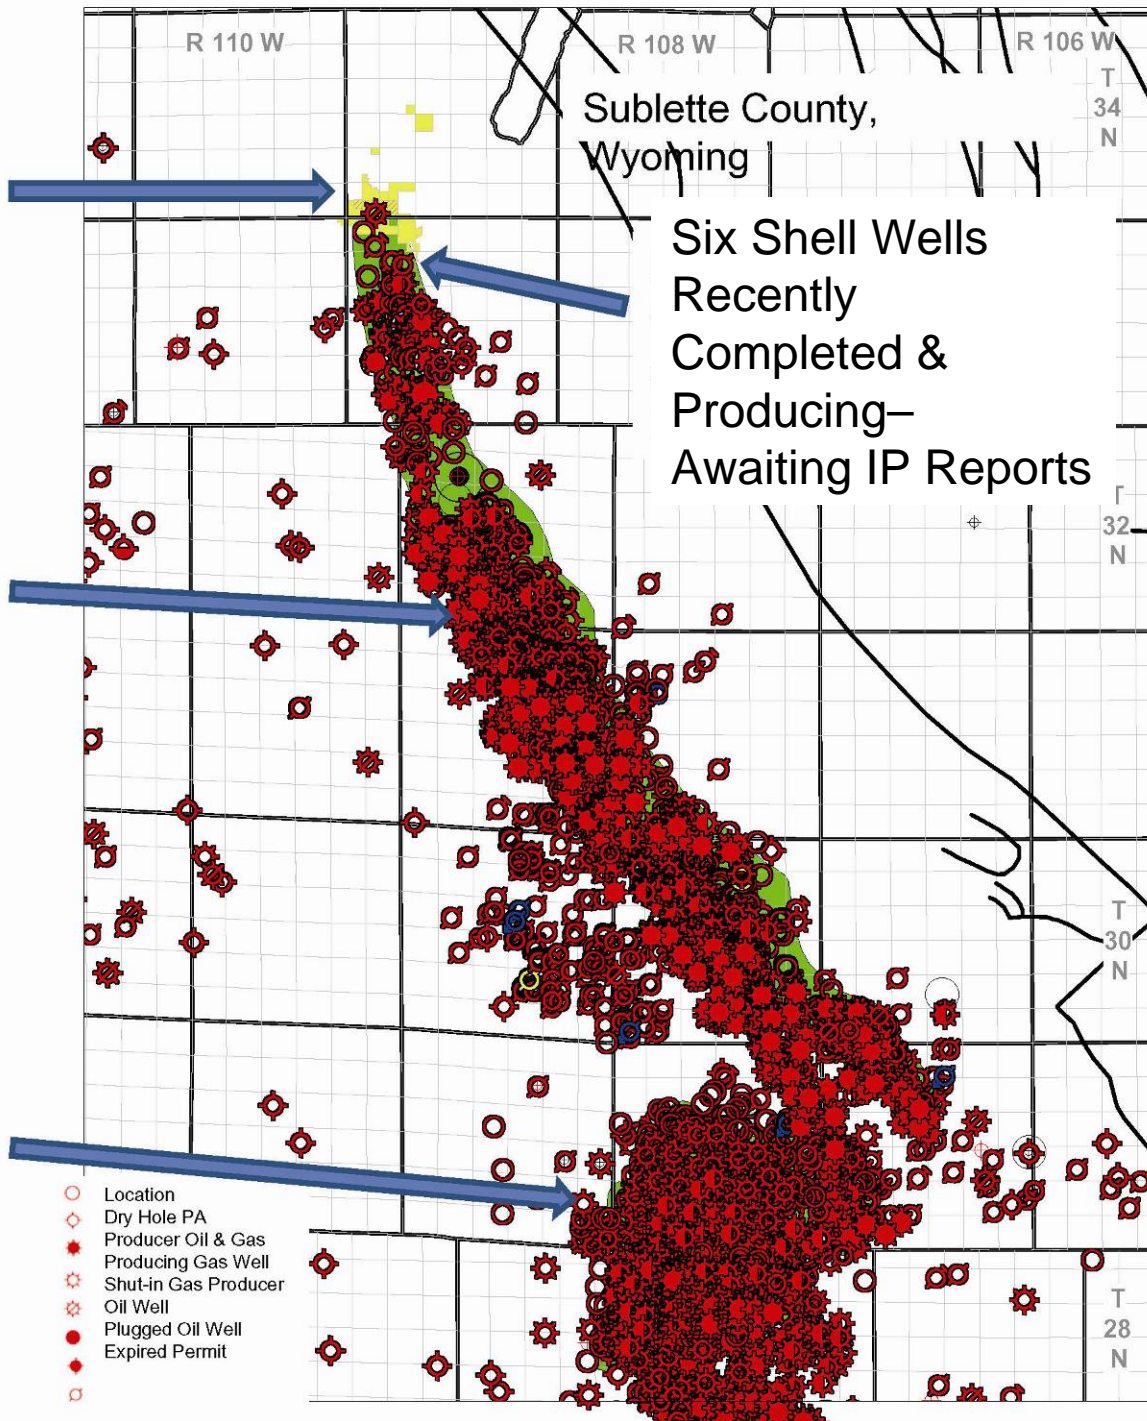 R 110 W
R 108 W
R 106 W
T
34
N
Sublette County,
Wyoming
Six Shell Wells
Recently
Completed &
Producing–
Awaiting IP Reports
T
32
N
T
30
N
Location
Dry Hole PA
Producer Oil & Gas
Producing Gas Well
Shut-in Gas Producer
Oil Well
Plugged Oil Well
Expired Permit
T
28
N